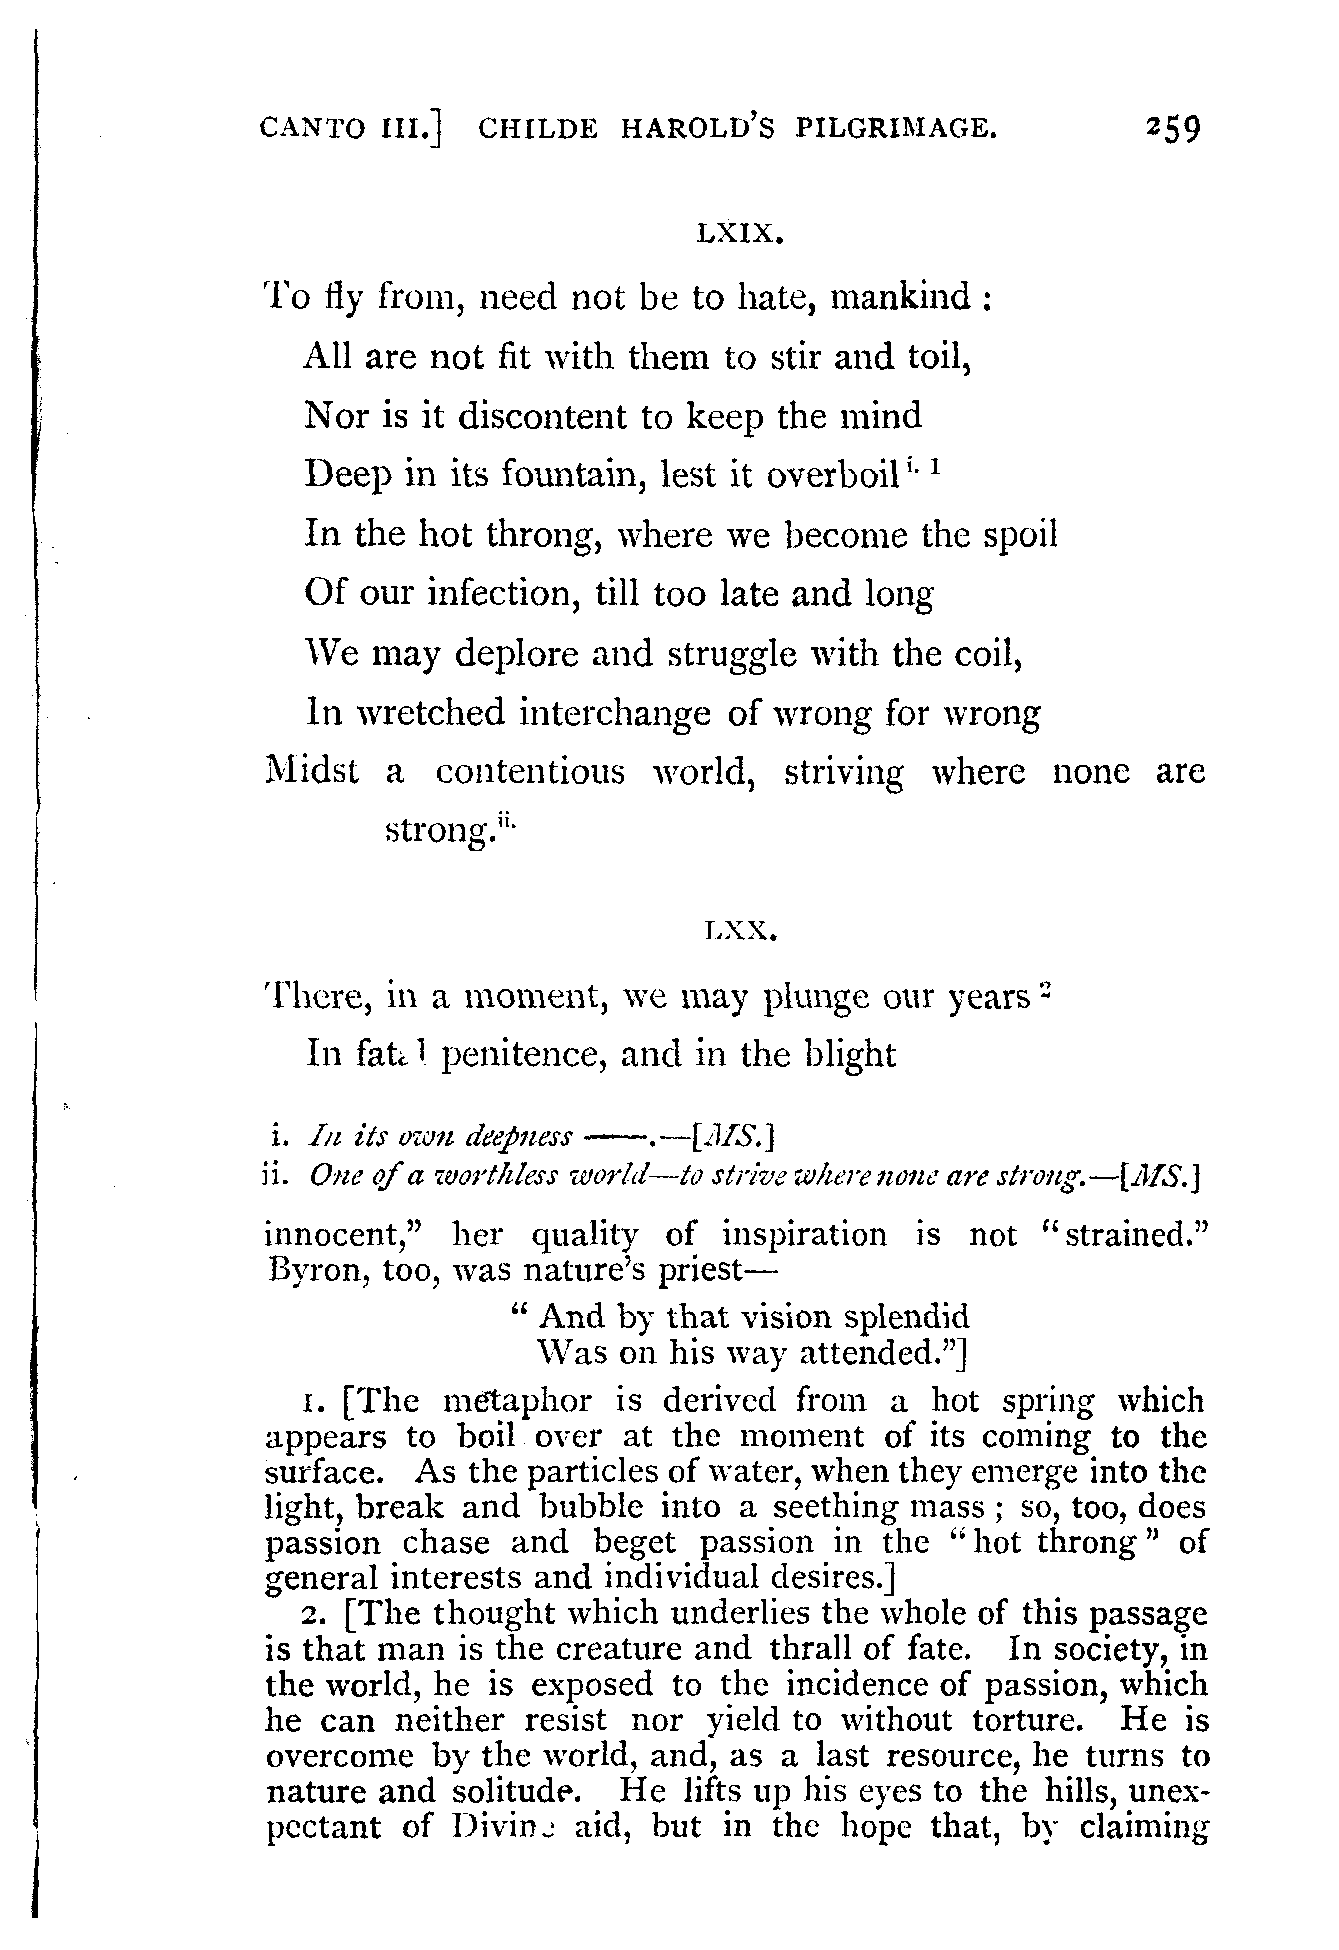 CANTO III.] CHILDE HAROLD'S PILGRIMAGE. 259
LXIX.
To fly from, need not be to hate, mankind :
All are not fit with them to stir and toil,
Nor is it discontent to keep the mind
Deep in its fountain, lest it overboil i. 1
In the hot throng, where we become the spoil
Of our infection, till too late and long
We may deplore and struggle with the coil,
In wretched interchange of wrong for wrong
Midst a contentious world, striving where none are
strong.ii.
LXX.
There, in a moment, we may plunge our years 2
In fatal penitence, and in the blight
i. In its own deepness ——.—[MS.]
ii. One of a worthless world—to strive where none are strong.—[MS.]
innocent," her quality of inspiration is not "strained."
Byron, too, was nature's priest—
" And by that vision splendid
Was on his way attended."]
1. [The metaphor is derived from a hot spring which
appears to boil over at the moment of its coming to the
surface. As the particles of water, when they emerge into the
light, break and bubble into a seething mass ; so, too, does
passion chase and beget passion in the "hot throng" of
general interests and individual desires.]
2. [The thought which underlies the whole of this passage
is that man is the creature and thrall of fate. In society, in
the world, he is exposed to the incidence of passion, which
he can neither resist nor yield to without torture. He is
overcome by the world, and, as a last resource, he turns to
nature and solitude. He lifts up his eyes to the hills, unex-
pectant of Divine aid, but in the hope that, by claiming